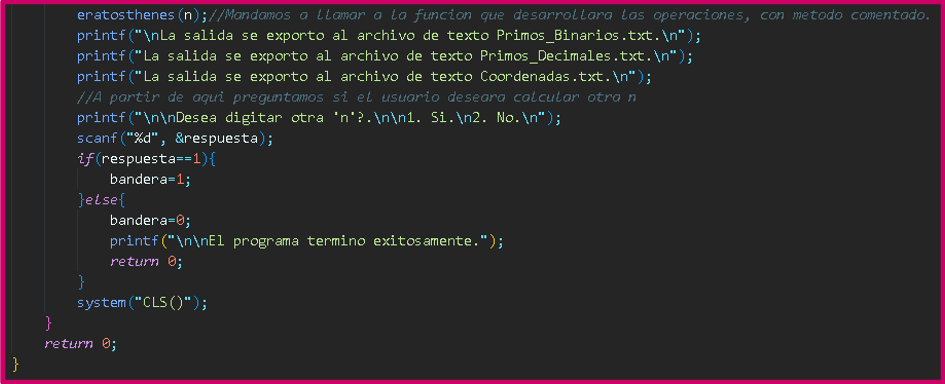 eratosthenes(n);//Mandamos a llamar a la funcion que desarrollara las operaciones, con metodo comentado.
printf("\nLa salida se exporto al archivo de texto Primos_Binarios.txt.\n");
printf("La salida se exporto al archivo de texto Primos_Decimales.txt.\n");
printf("La salida se exporto al archivo de texto Coordenadas.txt.\n");
//A partir de aqui preguntamos si el usuario deseara calcular otra n
printf("\n\nDesea digitar otra 'n'?.\n\n1. Si.\n2. No.\n");
scanf("%d", &respuesta);
if(respuesta==1){
bandera=1;
}else{
bandera=0;
printf("\n\nEl programa termino exitosamente.");
return 0;
}
system("CLS()");
}
return 0;
}